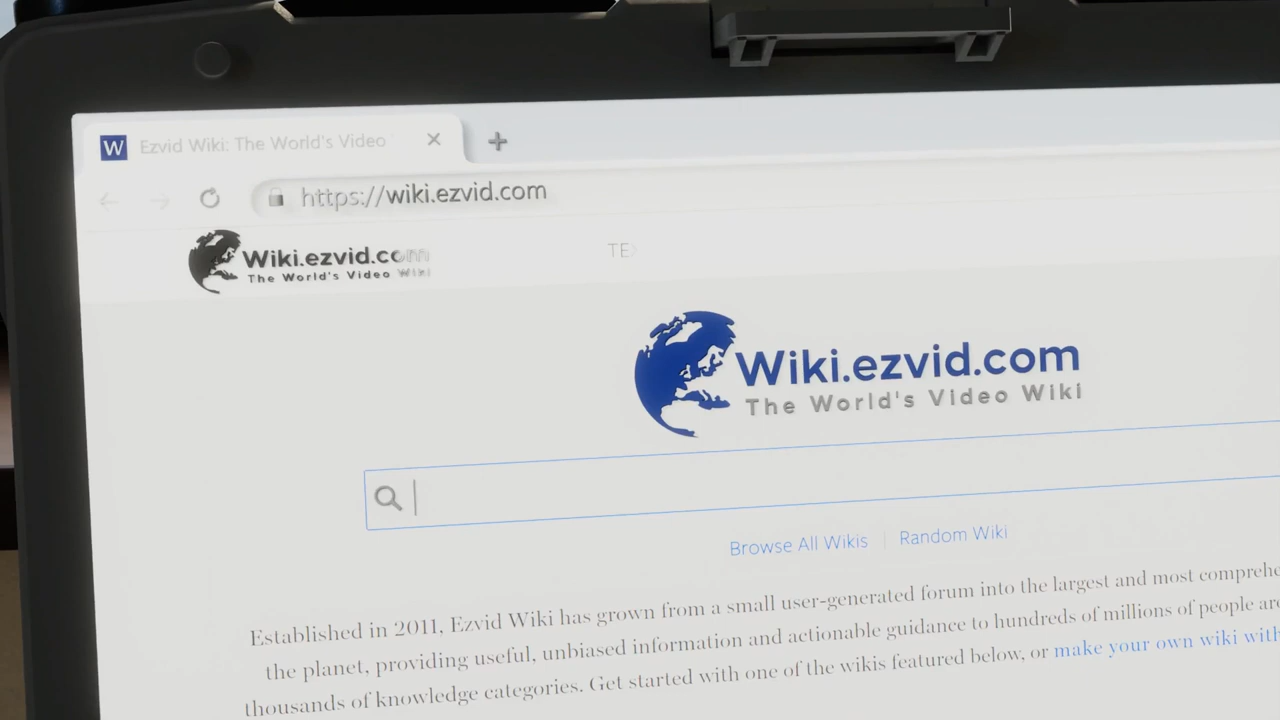 W Ezvid Wiki: The World's Video
https://wiki.ezvid.com
Wiki.ezvid.com TE
The World's Video Wiki
Wiki.ezvid.com
The World's Video Wiki
Browse All Wikis | Random Wiki
Established in 2011, Ezvid Wiki has grown from a small user-generated forum into the largest and most comprehe
the planet, providing useful, unbiased information and actionable guidance to hundreds of millions of people
thousands of knowledge categories. Get started with one of the wikis featured below, or make your own wiki with